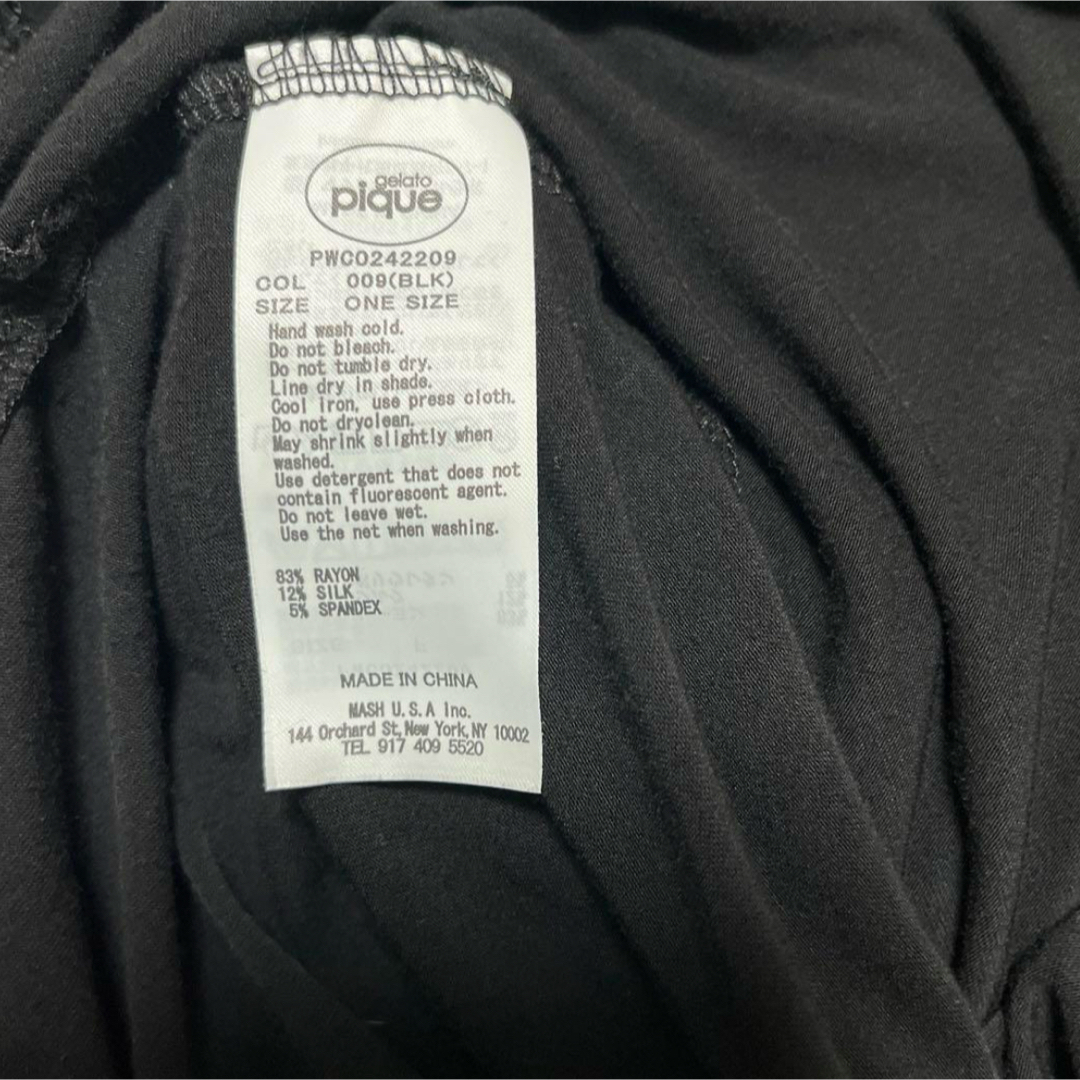 gelato
pique
PWCO242209
COL 009(BLK)
SIZE ONE SIZE
Hand wash cold.
Do not bleach.
Do not tumble dry.
Line dry in shade.
Cool iron, use press cloth.
Do not dryclean.
May shrink slightly when
washed.
Use detergent that does not
contain fluorescent agent.
Do not leave wet.
Use the net when washing.
83% RAYON
12% SILK
5% SPANDEX
MADE IN CHINA
MASH U.S.A Inc.
144 Orchard St, New York, NY 10002
TEL 917 409 5520